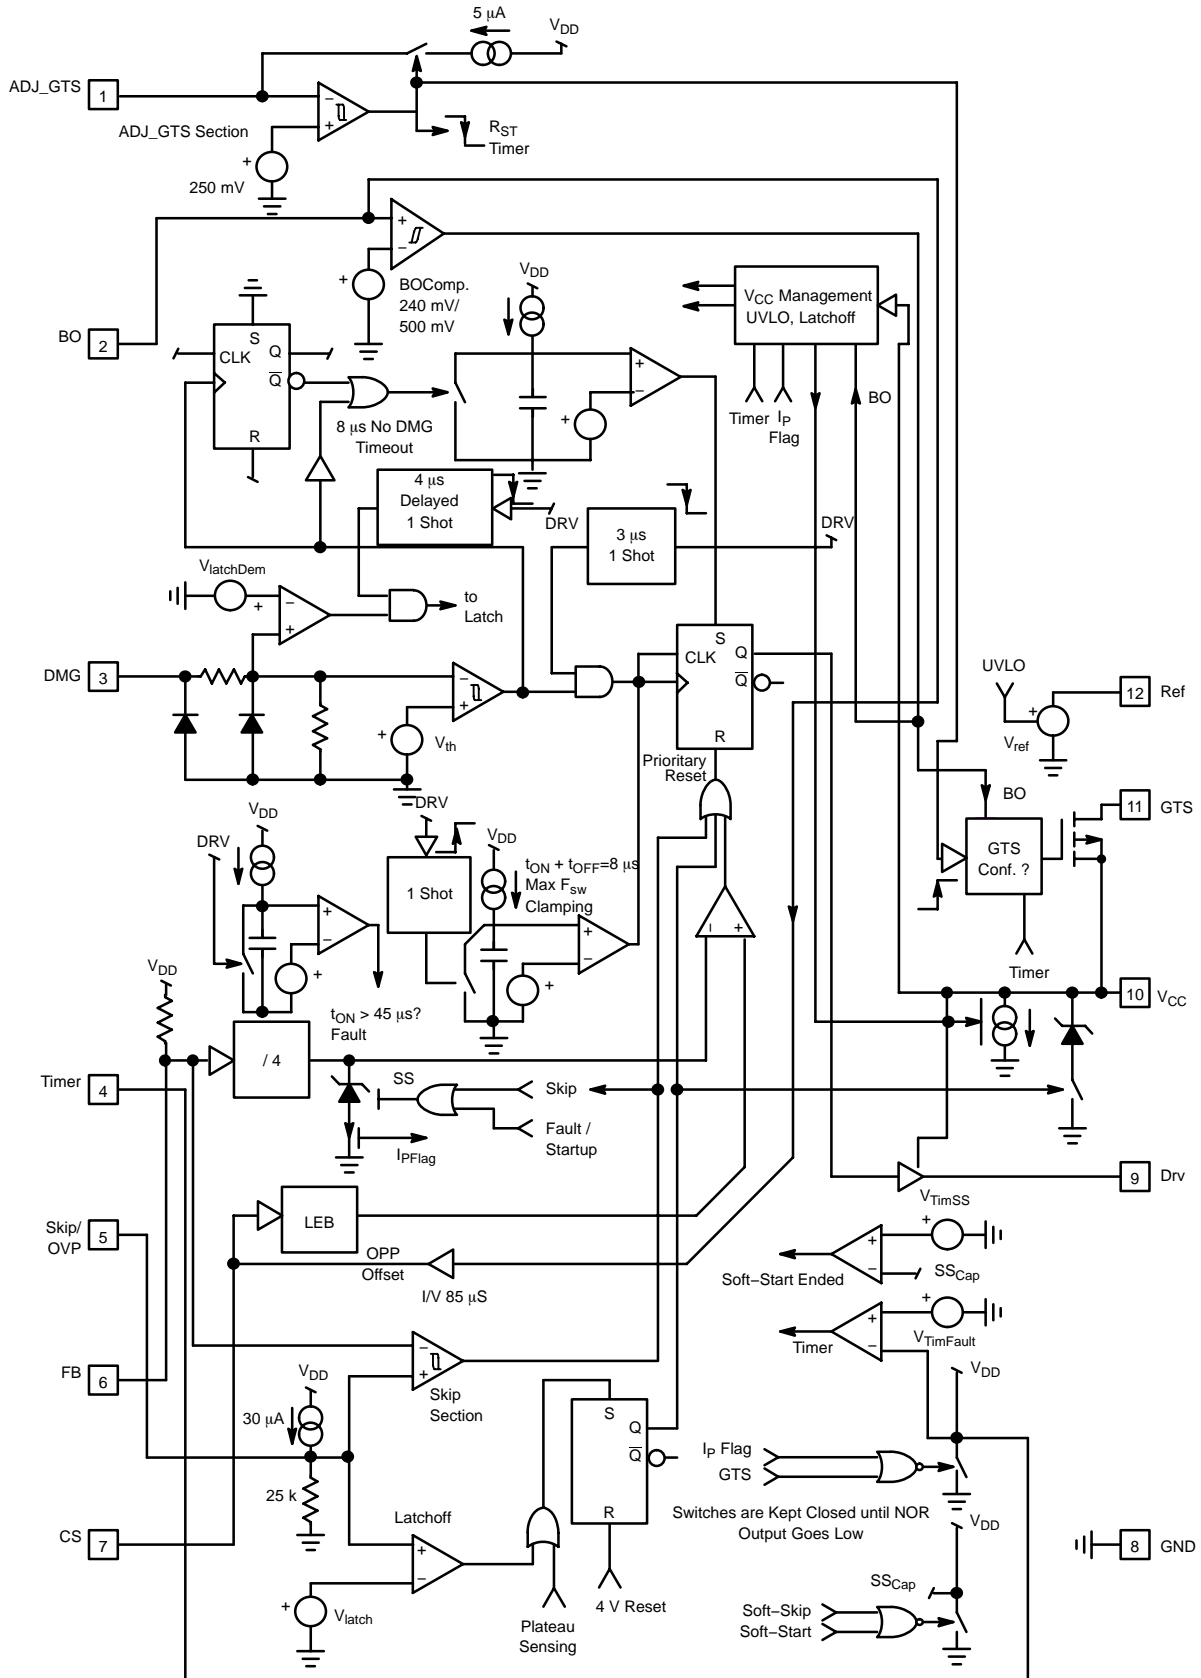 5 μA
VDD
ADJ_GTS
1
−
+
ADJ_GTS Section
RST
Timer
+
250 mV
+
−
+
BOComp.
240 mV/
500 mV
VDD
VCC Management
UVLO, Latchoff
BO
2
S
CLK
Q
Q
R
8 μs No DMG
Timeout
+
−
+
Timer
IP
Flag
BO
4 μs
Delayed
1 Shot
DRV
3 μs
1 Shot
DRV
VlatchDem
+
−
+
to
Latch
DMG
3
−
+
+
Vth
S
CLK
Q
Q
R
Prioritary
Reset
UVLO
+
Vref
12
Ref
BO
11
GTS
GTS
Conf. ?
Timer
VDD
DRV
+
−
+
DRV
1 Shot
VDD
tON + tOFF=8 μs
Max Fsw
Clamping
+
−
+
−
+
VDD
tON > 45 μs?
Fault
10
VCC
/ 4
Timer
4
SS
Skip
Fault /
Startup
IPFlag
9
Drv
Skip/
OVP
5
LEB
OPP
Offset
I/V 85 μS
VTimSS
+
+
−
SSCap
Soft−Start Ended
+
+
−
VTimFault
Timer
FB
6
VDD
30 μA
−
+
Skip
Section
VDD
S
Q
Q
R
IP Flag
GTS
25 k
Switches are Kept Closed until NOR
Output Goes Low
Latchoff
CS
7
+
−
+
Vlatch
Plateau
Sensing
4 V Reset
VDD
SSCap
Soft−Skip
Soft−Start
8
GND